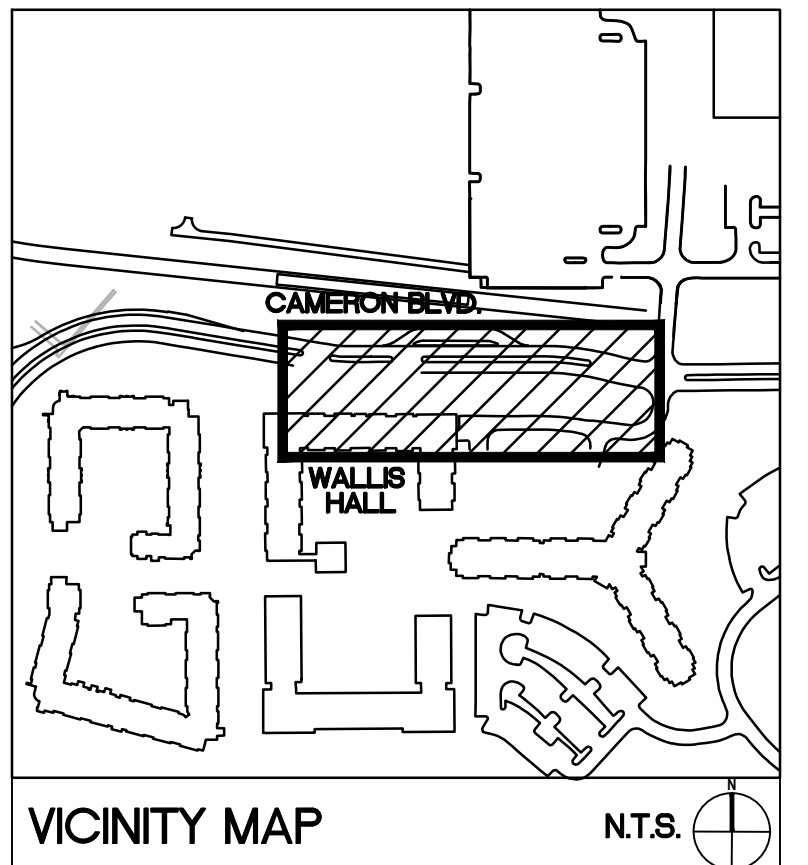 CAMERON BLVD.
WALLIS
HALL
VICINITY MAP
N.T.S.
N